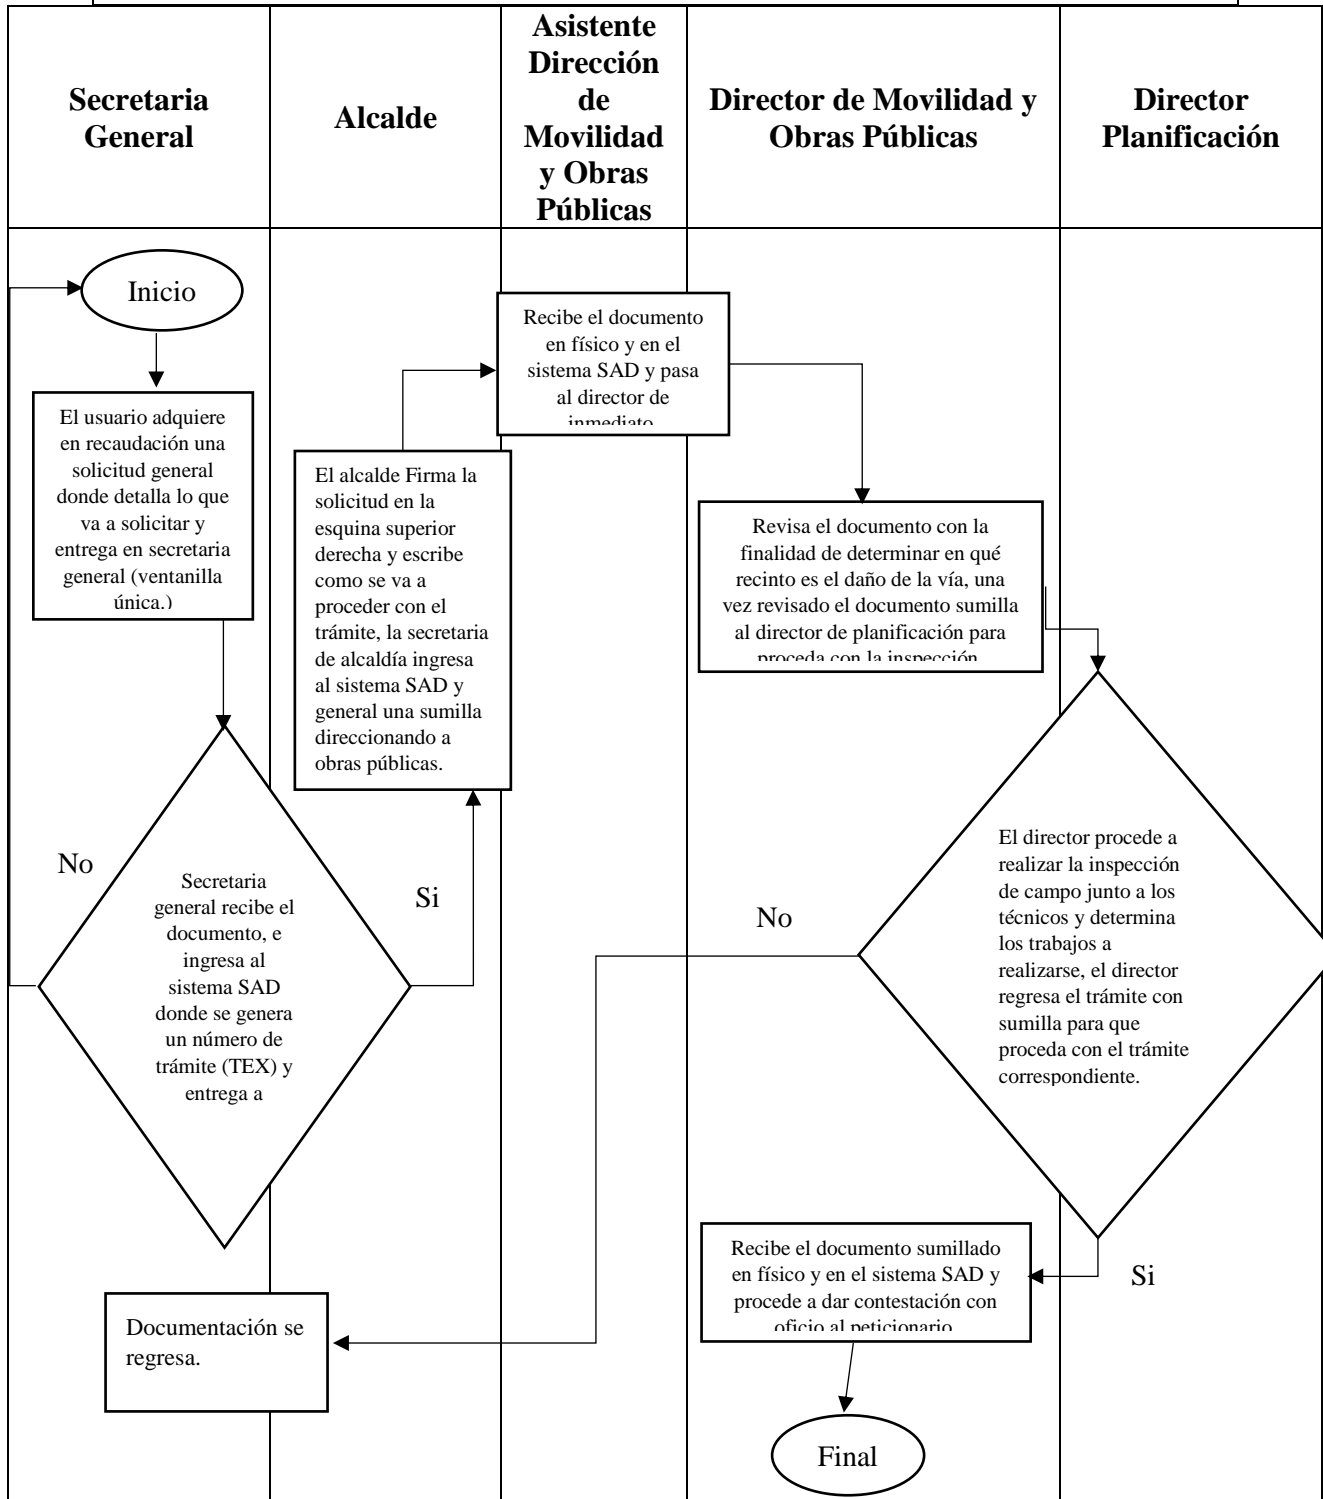 Secretaria
General
Alcalde
Asistente
Dirección
de
Movilidad
y Obras
Públicas
Director de Movilidad y
Obras Públicas
Director
Planificación
Inicio
El usuario adquiere
en recaudación una
solicitud general
donde detalla lo que
va a solicitar y
entrega en secretaria
general (ventanilla
única.)
No
Secretaria
general recibe el
documento, e
ingresa al
sistema SAD
donde se genera
un número de
trámite (TEX) y
entrega a
Si
El alcalde Firma la
solicitud en la
esquina superior
derecha y escribe
como se va a
proceder con el
trámite, la secretaria
de alcaldía ingresa
al sistema SAD y
general una sumilla
direccionando a
obras públicas.
Recibe el documento
en físico y en el
sistema SAD y pasa
al director de
inmediato
Revisa el documento con la
finalidad de determinar en qué
recinto es el daño de la vía, una
vez revisado el documento sumilla
al director de planificación para
proceda con la inspección
El director procede a
realizar la inspección
de campo junto a los
técnicos y determina
los trabajos a
realizarse, el director
regresa el trámite con
sumilla para que
proceda con el trámite
correspondiente.
No
Si
Recibe el documento sumillado
en físico y en el sistema SAD y
procede a dar contestación con
oficio al peticionario
Documentación se
regresa.
Final